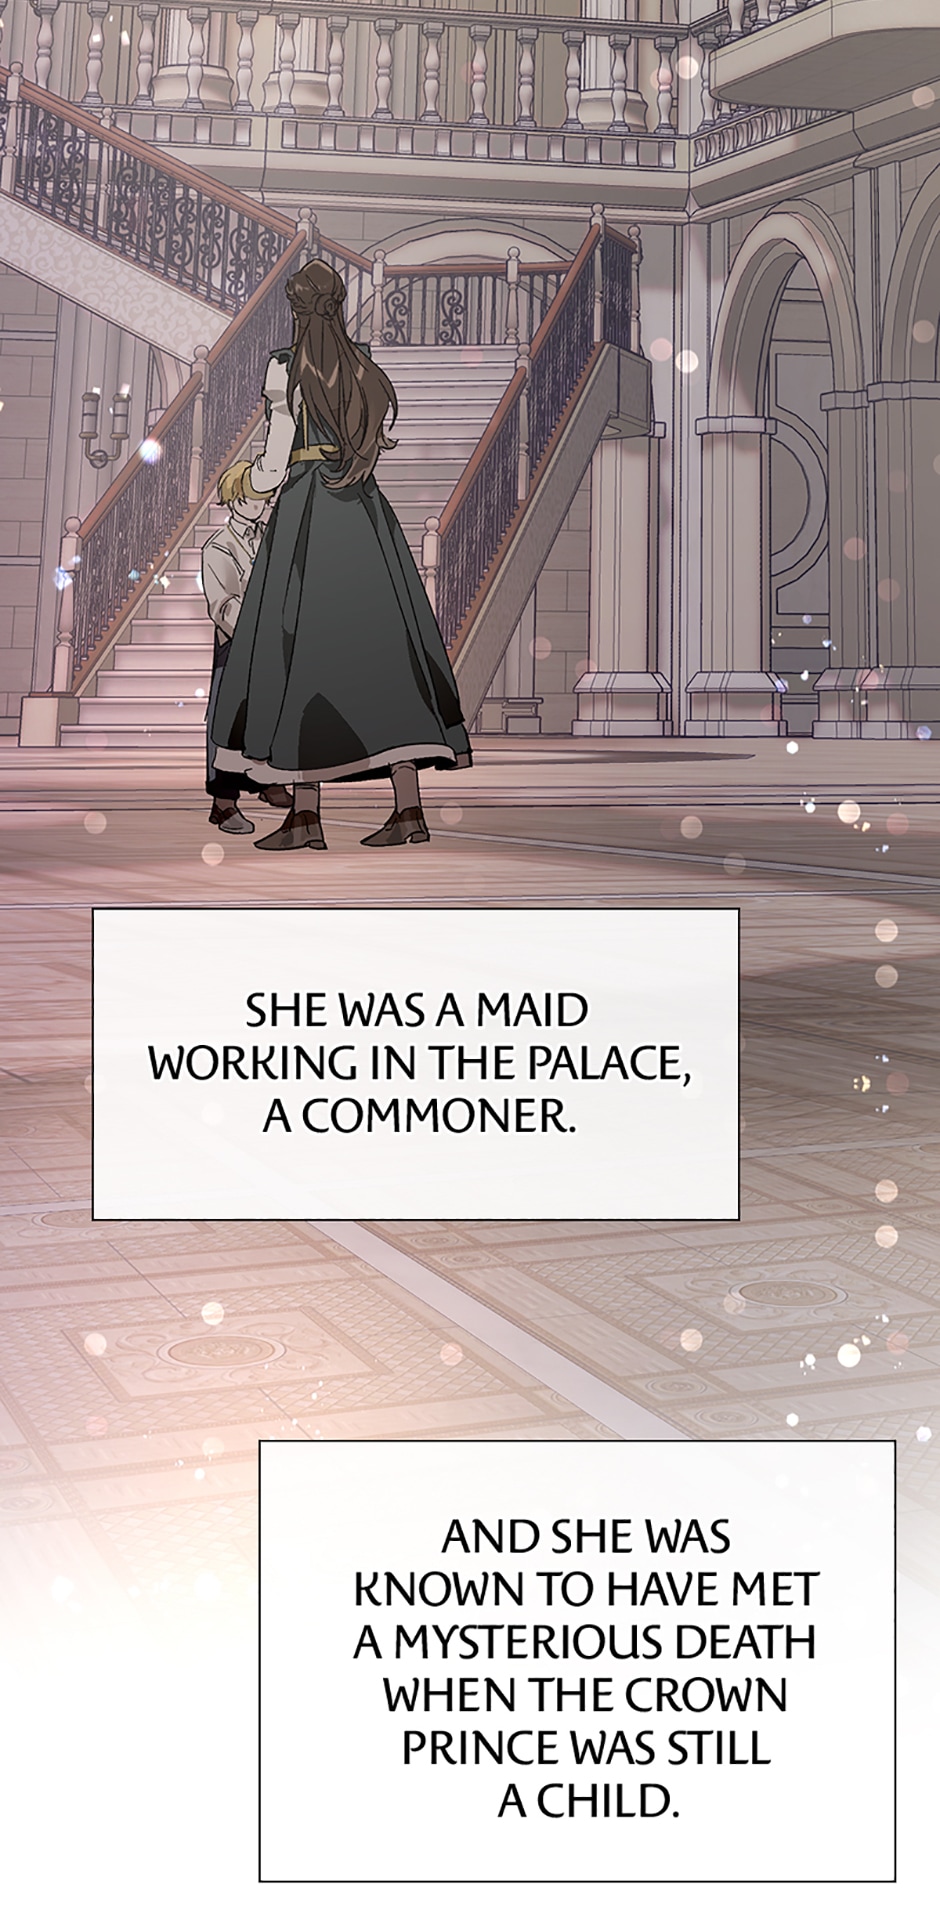 SHE WAS A MAID
WORKING IN THE PALACE,
A COMMONER.
AND SHE WAS
KNOWN TO HAVE MET
A MYSTERIOUS DEATH
WHEN THE CROWN
PRINCE WAS STILL
A CHILD.